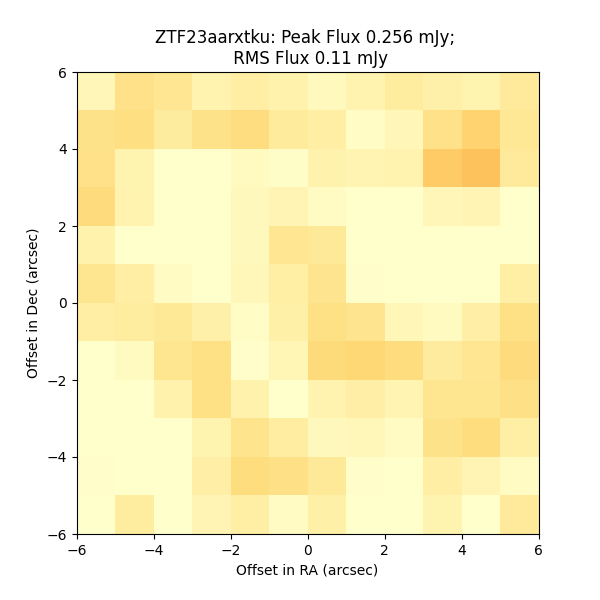 ZTF23aarxtku: Peak Flux 0.256 mJy;
RMS Flux 0.11 mJy
6
4
2
0
−2
−4
−6
Offset in Dec (arcsec)
−6 −4 −2 0 2 4 6
Offset in RA (arcsec)